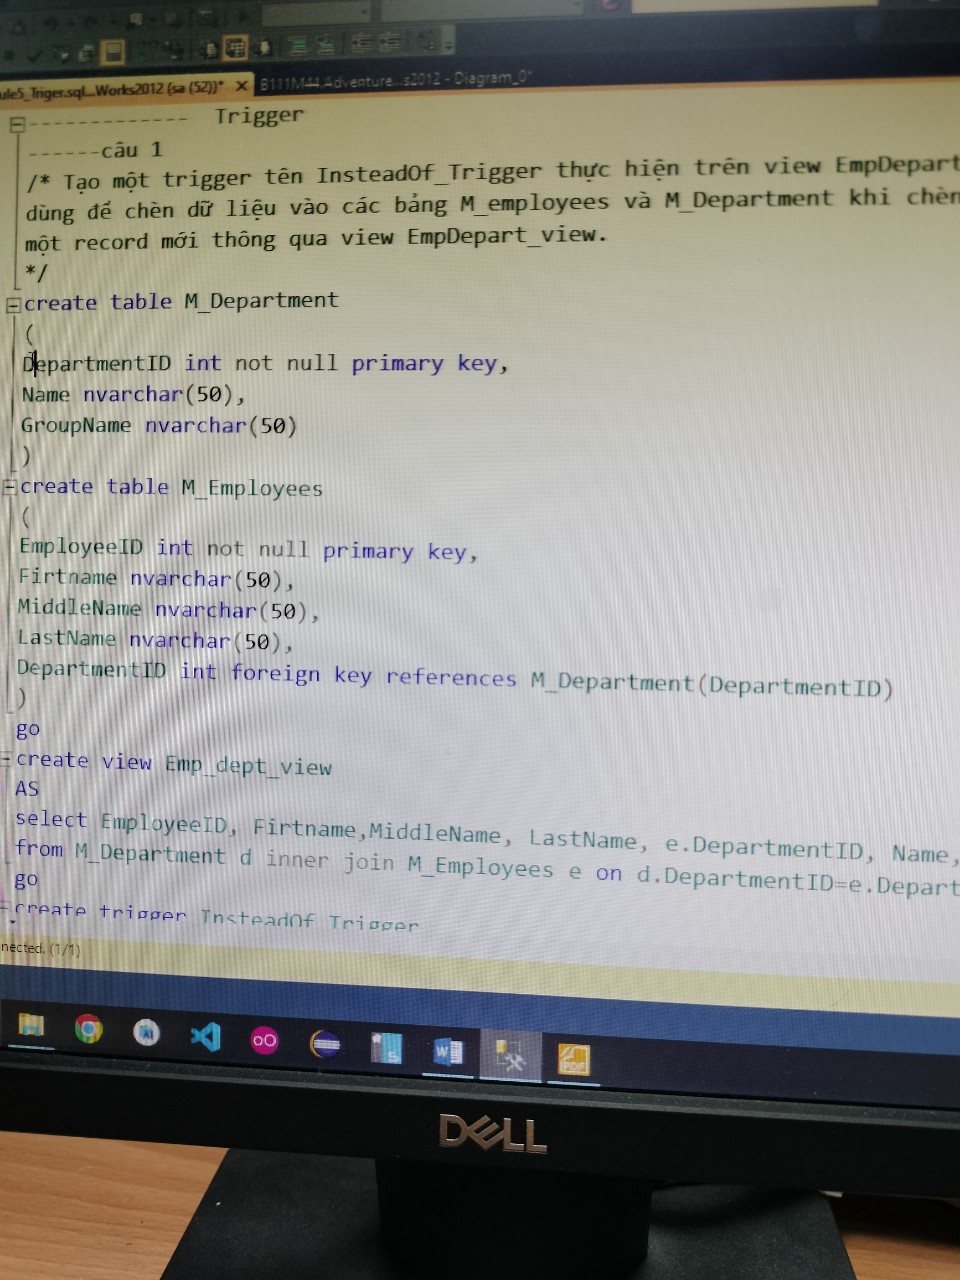 ule5_Triger.sql...Works2012 (sa (52))* ✕ B111M44.Adventure...s2012 - Diagram_0*
------------- Trigger
------câu 1
/* Tạo một trigger tên InsteadOf_Trigger thực hiện trên view EmpDepart
dùng để chèn dữ liệu vào các bảng M_employees và M_Department khi chèn
một record mới thông qua view EmpDepart_view.
*/
create table M_Department
(
DepartmentID int not null primary key,
Name nvarchar(50),
GroupName nvarchar(50)
)
create table M_Employees
(
EmployeeID int not null primary key,
Firtname nvarchar(50),
MiddleName nvarchar(50),
LastName nvarchar(50),
DepartmentID int foreign key references M_Department(DepartmentID)
)
go
create view Emp_dept_view
AS
select EmployeeID, Firtname,MiddleName, LastName, e.DepartmentID, Name,
from M_Department d inner join M_Employees e on d.DepartmentID=e.Depart
go
create trigger InsteadOf_Trigger
nected. (1/1)
DELL